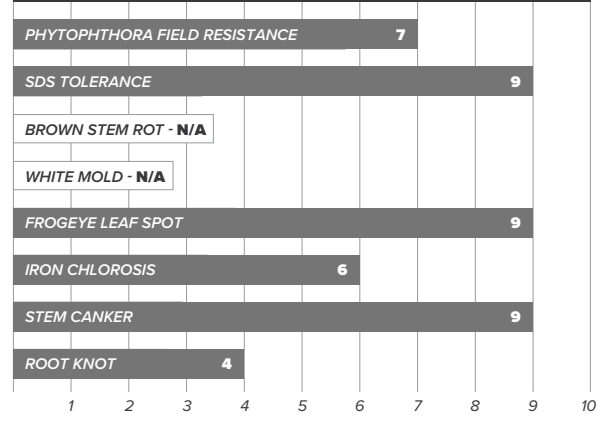 PHYTOPHTHORA FIELD RESISTANCE 7
SDS TOLERANCE 9
BROWN STEM ROT - N/A
WHITE MOLD - N/A
FROGEYE LEAF SPOT 9
IRON CHLOROSIS 6
STEM CANKER 9
ROOT KNOT 4
1 2 3 4 5 6 7 8 9 10